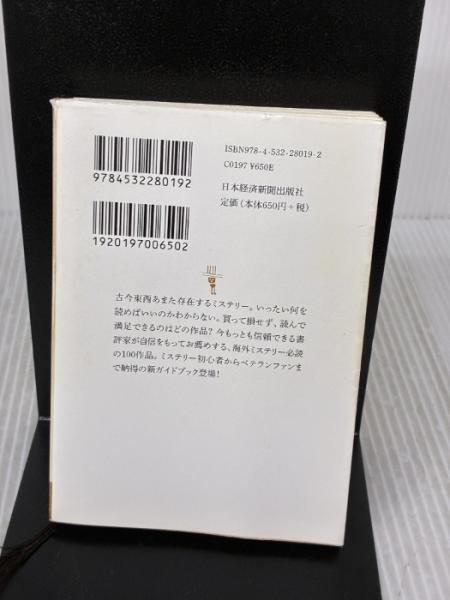 ISBN978-4-532-28019-2
C0197 ¥650E
9784532280192
日本経済新聞出版社
定価(本体650円+税)
1920197006502
古今東西あまた存在するミステリー。いったい何を
読めばいいのかわからない。買って損せず、読んで
満足できるのはどの作品? 今もっとも信頼できる書
評家が自信をもってお薦めする、海外ミステリー必読
の100作品。ミステリー初心者からベテランファンま
で納得の新ガイドブック登場!